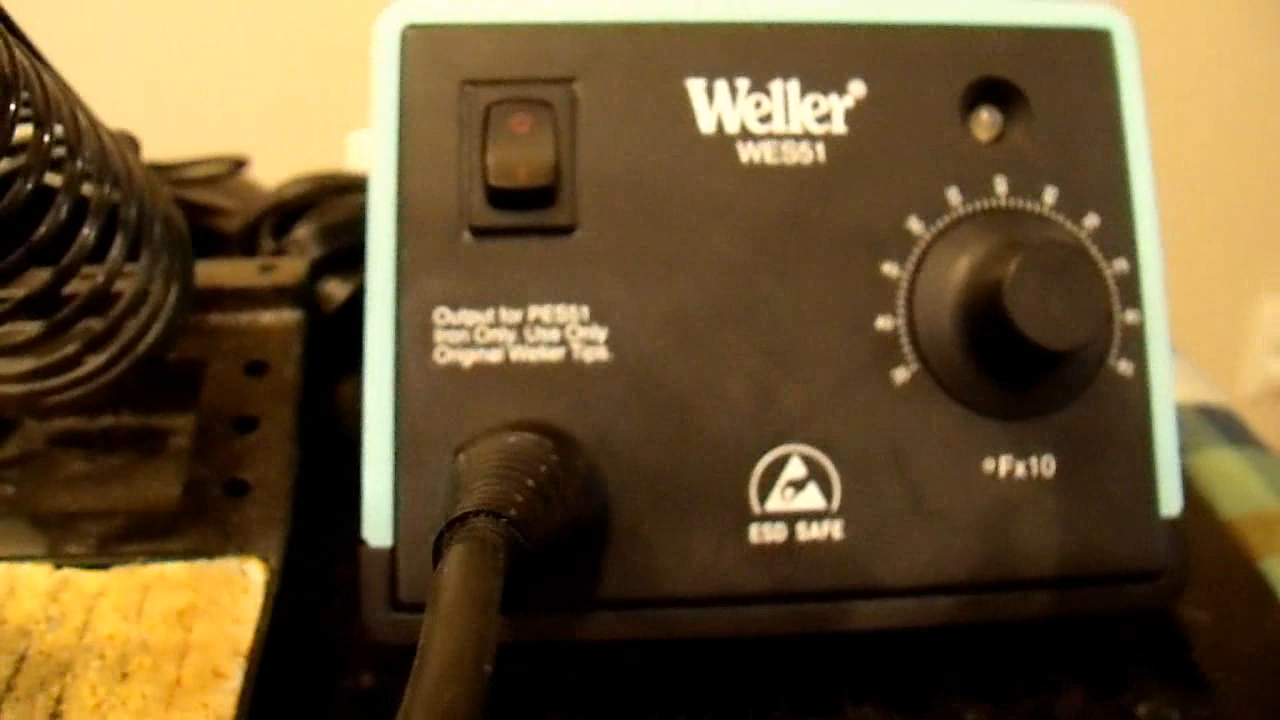 Weller®
WES51
Output for PES51
Iron Only. Use Only
Original Weller Tips.
°Fx10
ESD SAFE